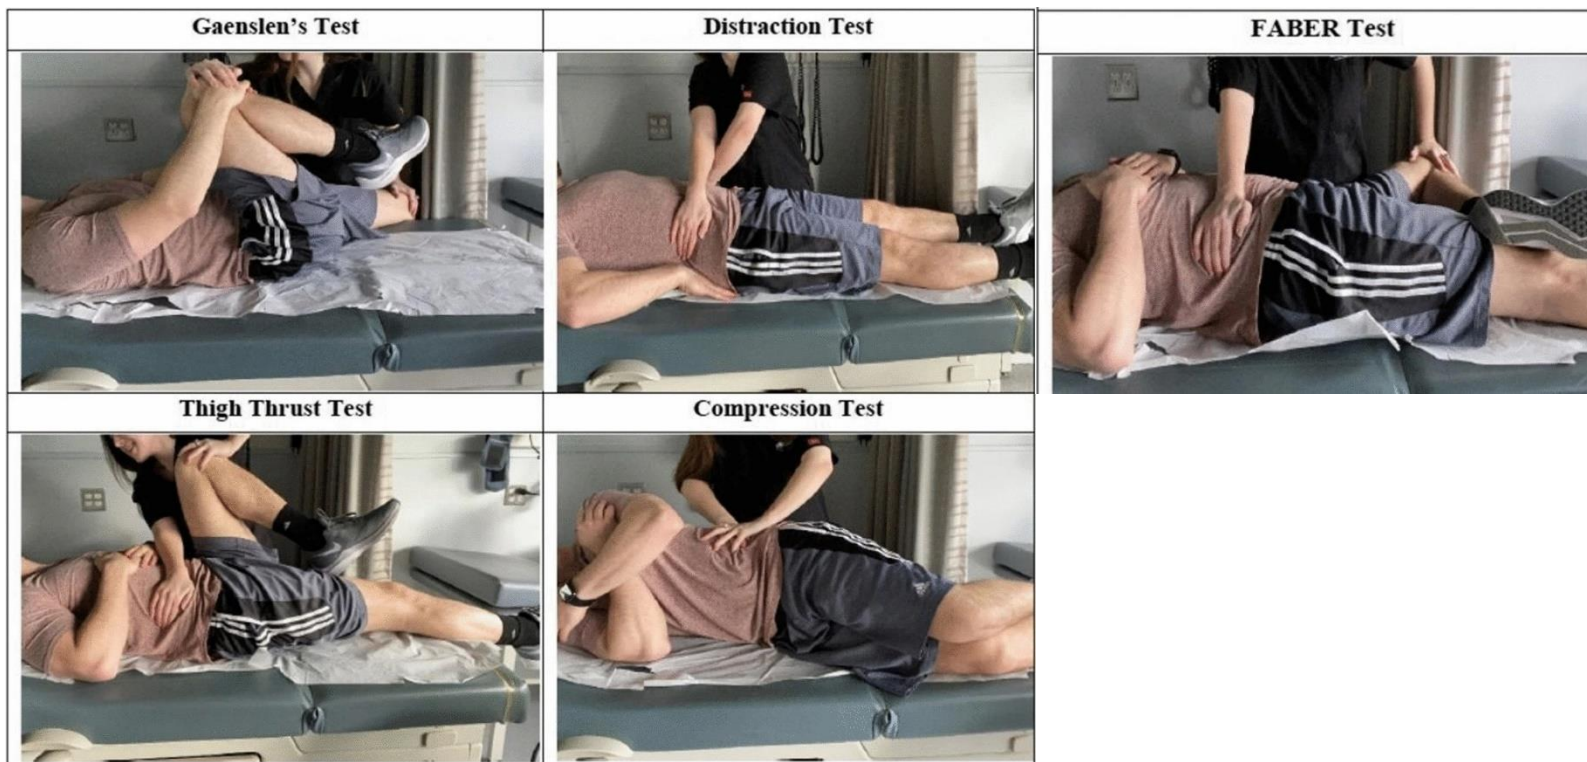 Gaenslen’s Test
Distraction Test
FABER Test
Thigh Thrust Test
Compression Test